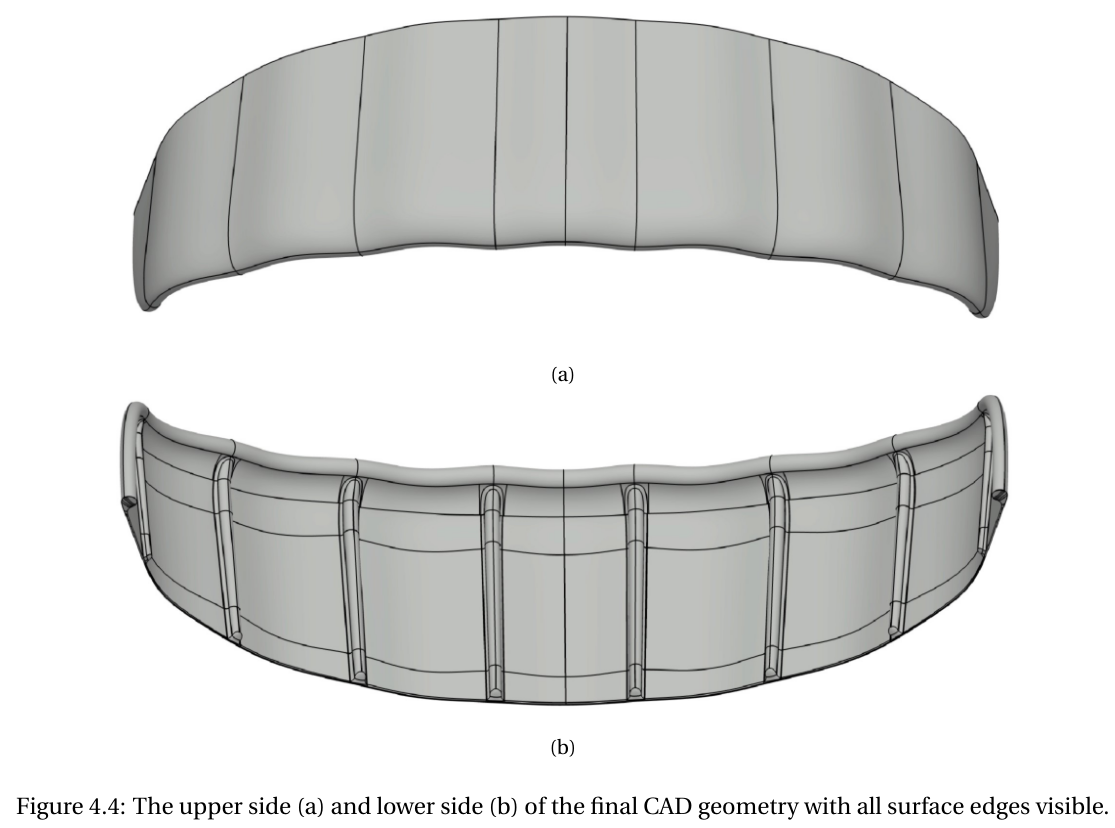 (a)
(b)
Figure 4.4: The upper side (a) and lower side (b) of the final CAD geometry with all surface edges visible.